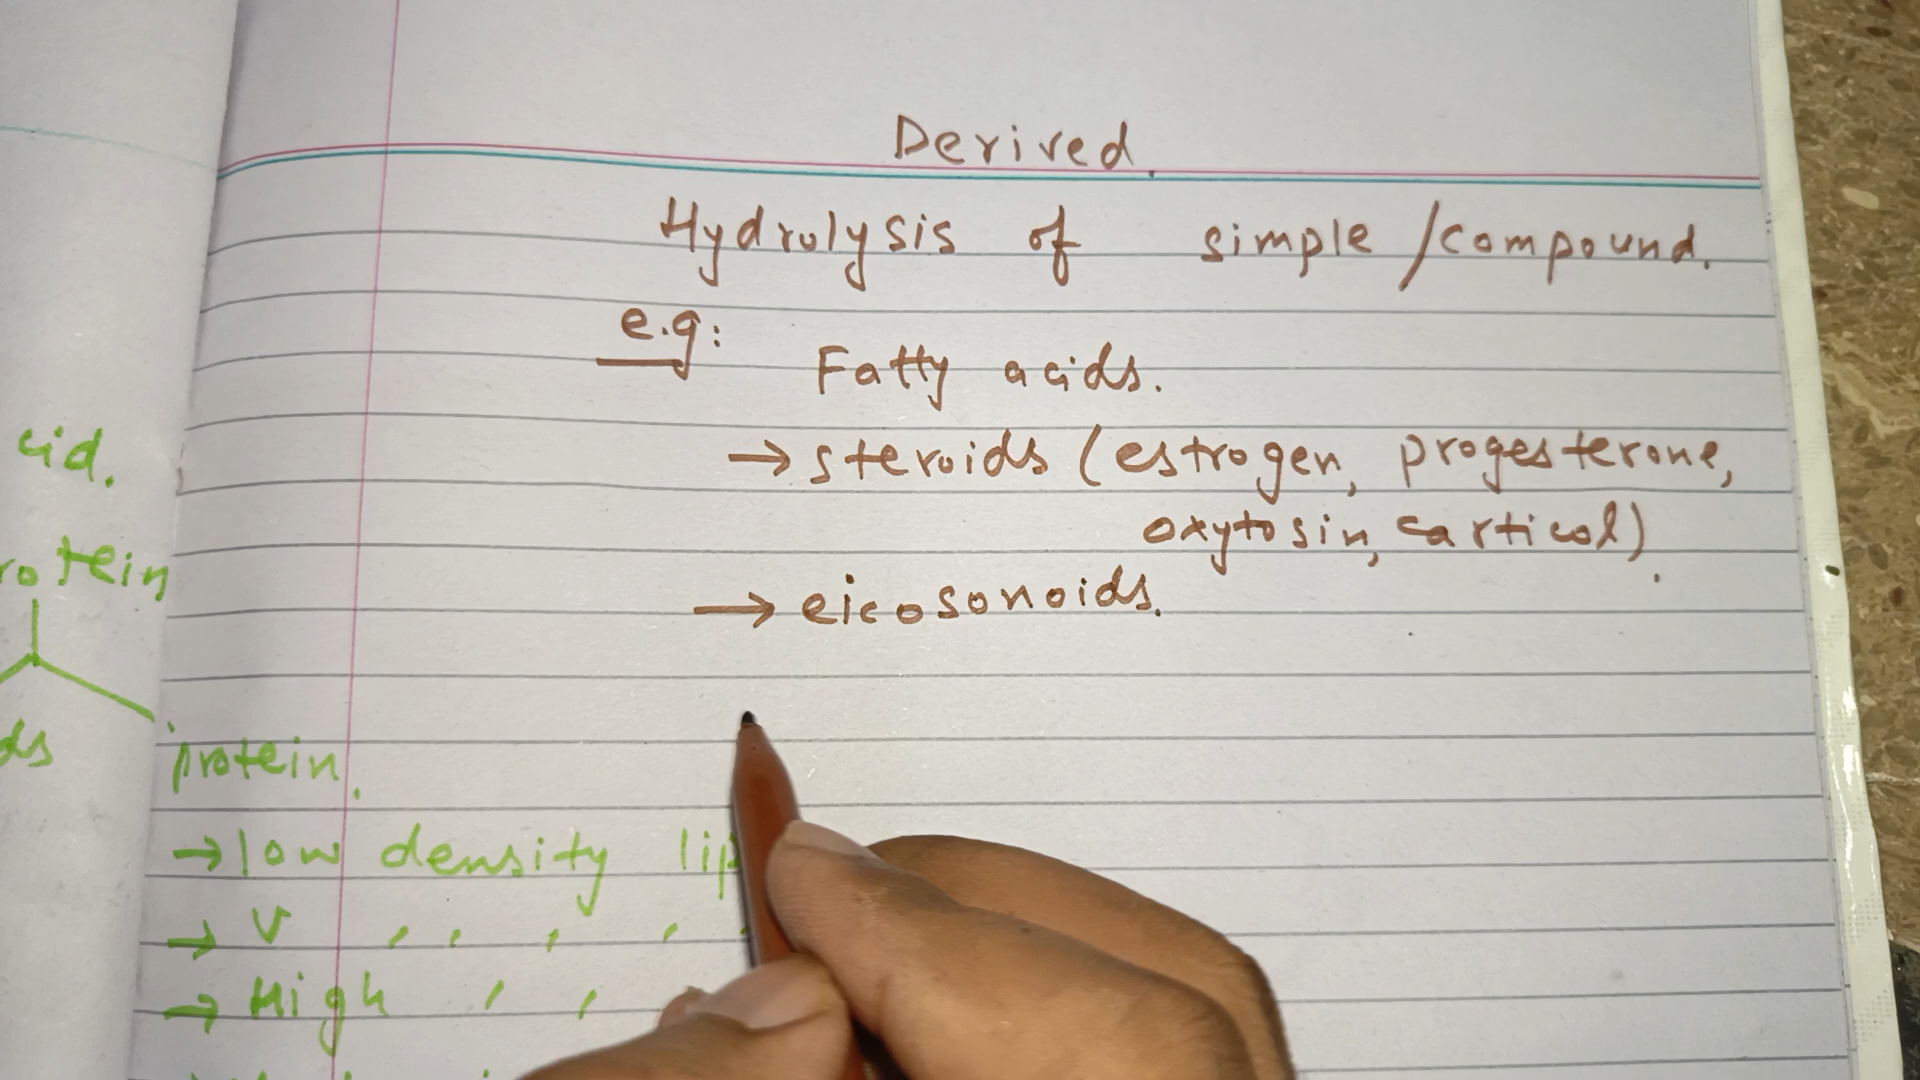 Derived.
Hydrolysis of simple/compound.
e.g:
Fatty acids.
→ steroids (estrogen, progesterone,
oxytosin, carticol).
→ eicosonoids.
cid.
rotein
ds protein.
→ low density lip
→ V , , , ,
→ High , ,